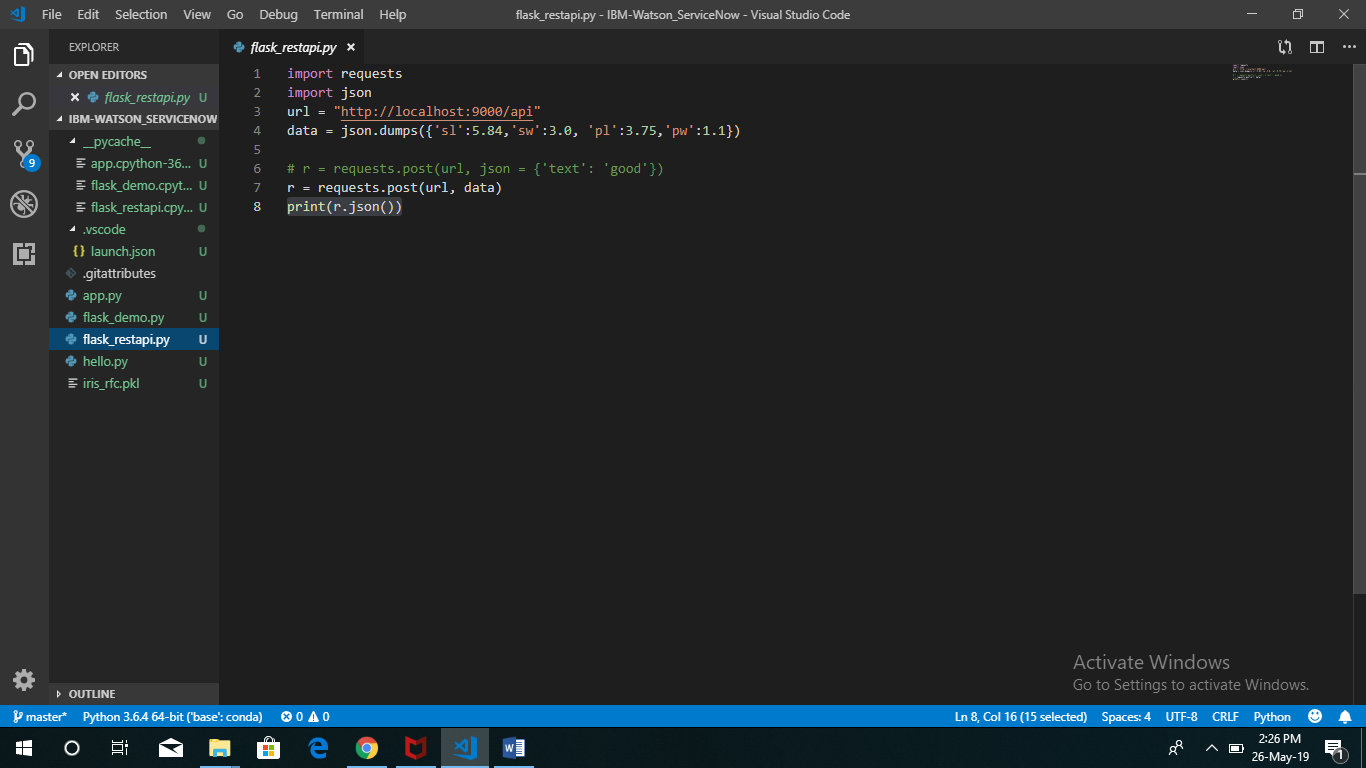 File Edit Selection View Go Debug Terminal Help
flask_restapi.py - IBM-Watson_ServiceNow - Visual Studio Code
EXPLORER
OPEN EDITORS
flask_restapi.py U
IBM-WATSON_SERVICENOW
__pycache__
app.cpython-36... U
flask_demo.cpyt... U
flask_restapi.cpy... U
.vscode
{} launch.json U
.gitattributes
app.py U
flask_demo.py U
flask_restapi.py U
hello.py U
iris_rfc.pkl U
OUTLINE
9
flask_restapi.py
1 import requests
2 import json
3 url = "http://localhost:9000/api"
4 data = json.dumps({'sl':5.84,'sw':3.0, 'pl':3.75,'pw':1.1})
5
6 # r = requests.post(url, json = {'text': 'good'})
7 r = requests.post(url, data)
8 print(r.json())
Activate Windows
Go to Settings to activate Windows.
master* Python 3.6.4 64-bit ('base': conda) 0 0
Ln 8, Col 16 (15 selected) Spaces: 4 UTF-8 CRLF Python
2:26 PM
26-May-19
1